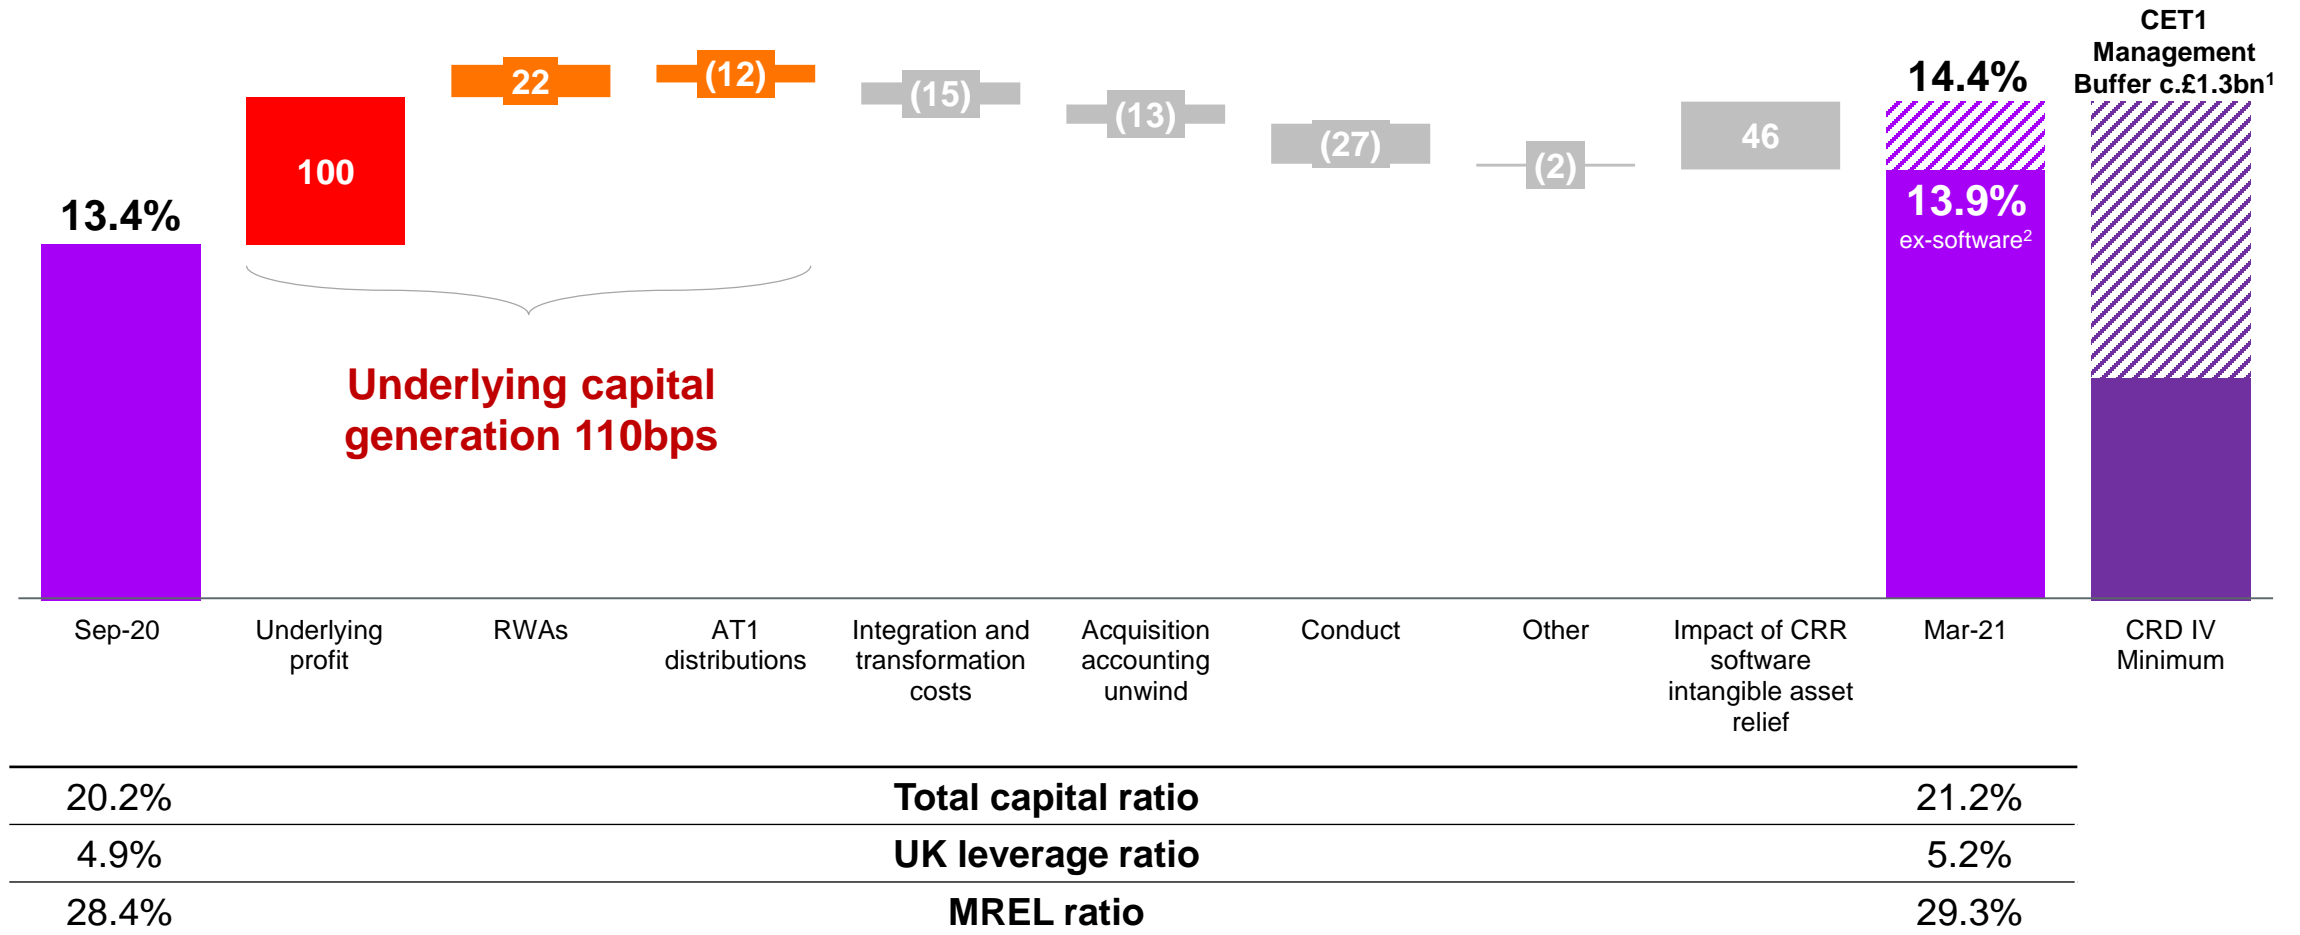 CET1
Management
Buffer c.£1.3bn1
22
(12)
14.4%
(15)
(13)
(27)
(2)
46
100
13.4%
13.9%
ex-software2
Underlying capital
generation 110bps
Sep-20
Underlying
profit
RWAs
AT1
distributions
Integration and
transformation
costs
Acquisition
accounting
unwind
Conduct
Other
Impact of CRR
software
intangible asset
relief
Mar-21
CRD IV
Minimum
20.2% Total capital ratio 21.2%
4.9% UK leverage ratio 5.2%
28.4% MREL ratio 29.3%